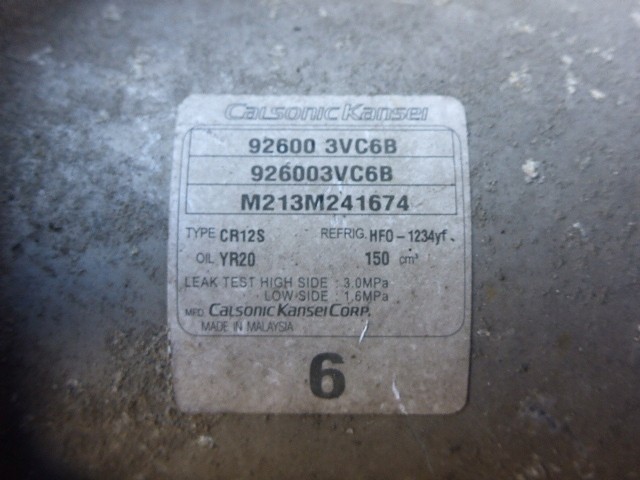 Calsonic Kansei
92600 3VC6B
926003VC6B
M213M241674
TYPE CR12S REFRIG. HFO-1234yf
OIL YR20 150 cm³
LEAK TEST HIGH SIDE : 3.0MPa
LOW SIDE : 1.6MPa
MFD. CALSONIC KANSEI CORP.
MADE IN MALAYSIA
6